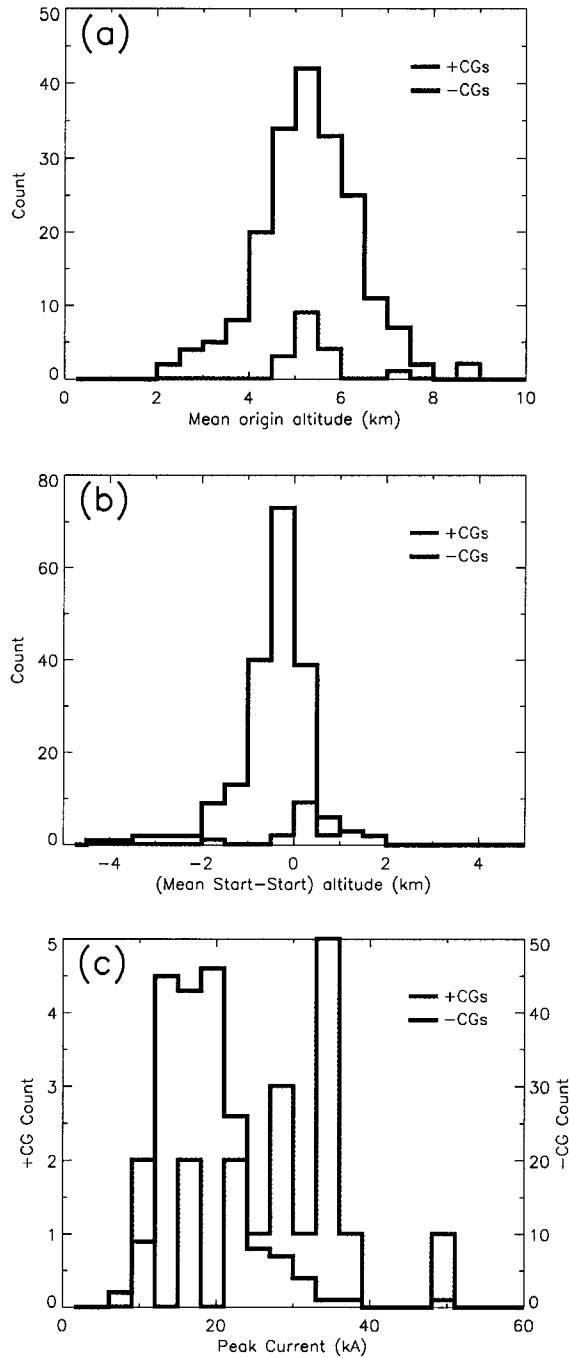 (a)
50
40
30
20
10
0
Count
+CGs
−CGs
0 2 4 6 8 10
Mean origin altitude (km)
(b)
80
60
40
20
0
Count
+CGs
−CGs
−4 −2 0 2 4
(Mean Start−Start) altitude (km)
(c)
5
4
3
2
1
0
+CG Count
+CGs
−CGs
50
40
30
20
10
0
−CG Count
0 20 40 60
Peak Current (kA)